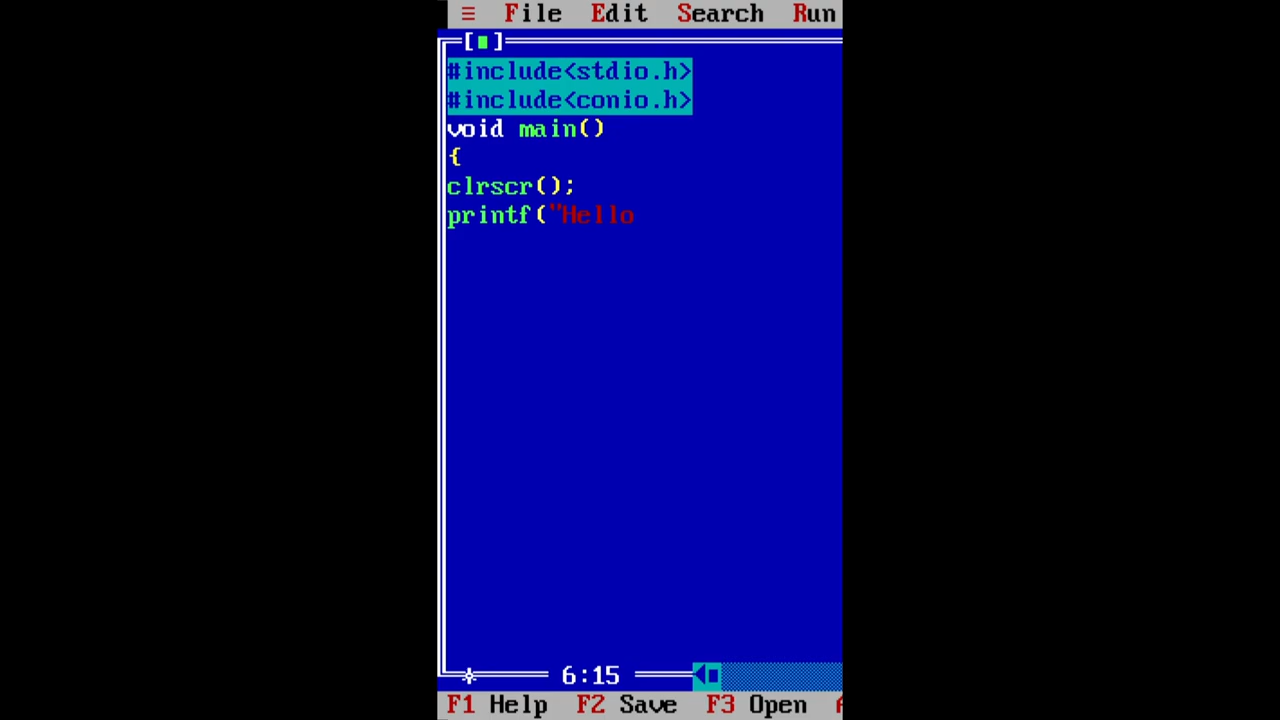 ≡ File Edit Search Run
[■]
#include<stdio.h>
#include<conio.h>
void main()
{
clrscr();
printf("Hello
6:15
F1 Help F2 Save F3 Open